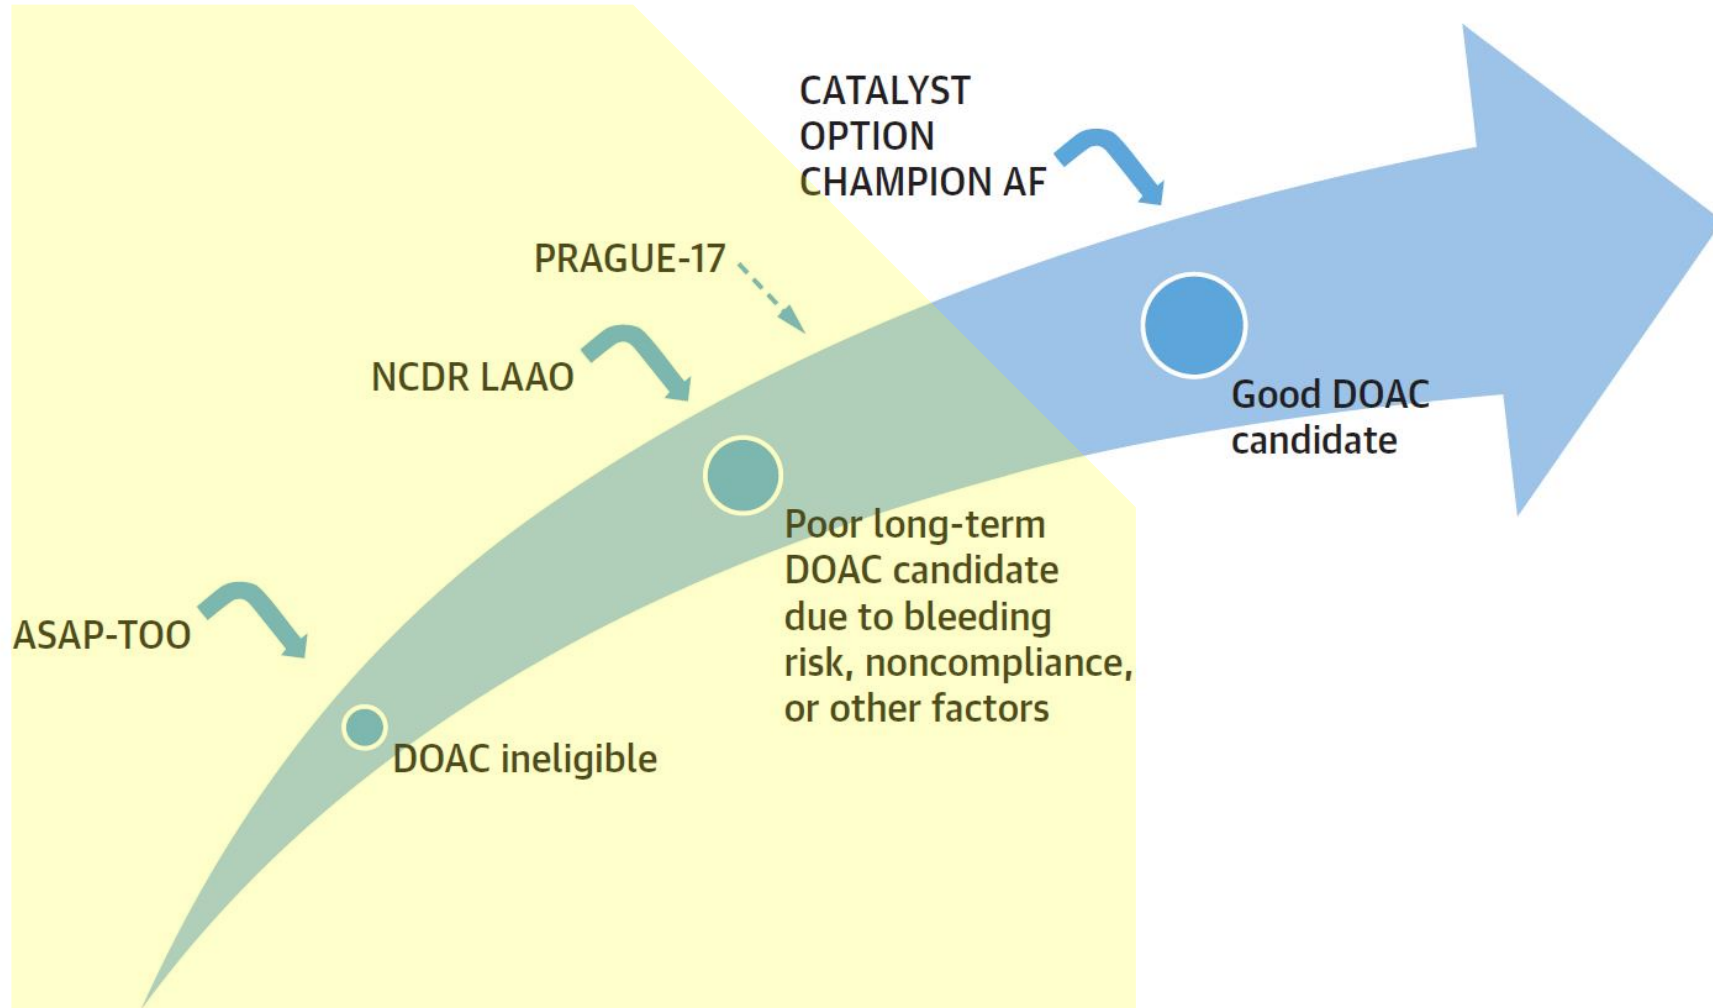 CATALYST
OPTION
CHAMPION AF
PRAGUE-17
NCDR LAAO
Good DOAC
candidate
Poor long-term
DOAC candidate
due to bleeding
risk, noncompliance,
or other factors
ASAP-TOO
DOAC ineligible